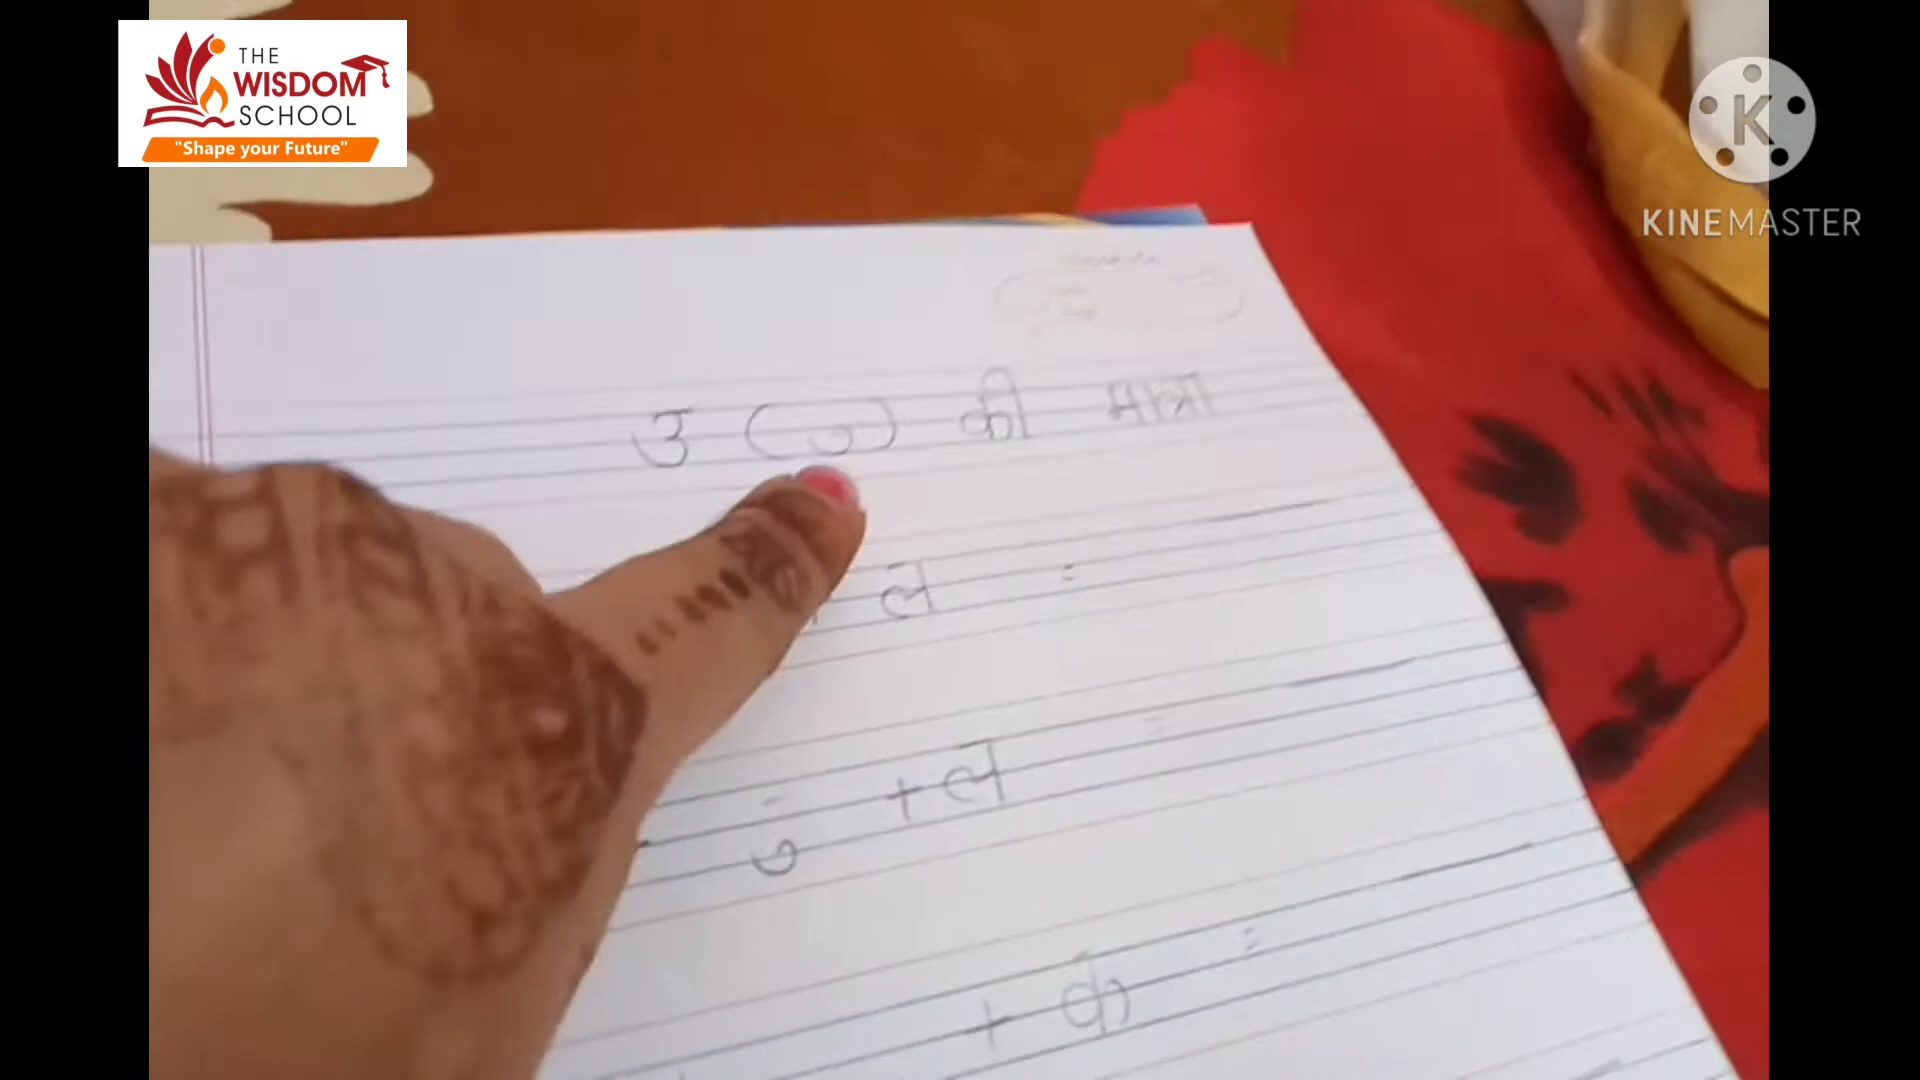 THE
WISDOM
SCHOOL
"Shape your Future"
K
KINEMASTER
उ ( ु ) की मात्रा
ल =
ु + ल =
+ क =